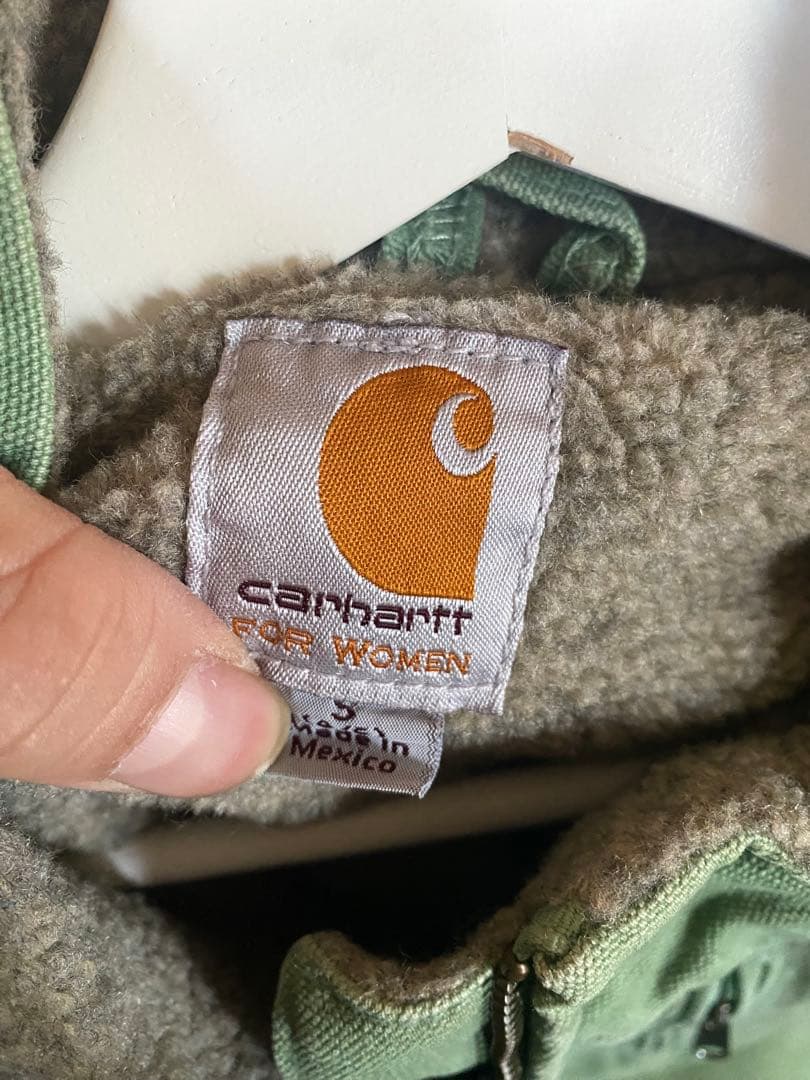 carhartt
FOR WOMEN
S
Made in
Mexico